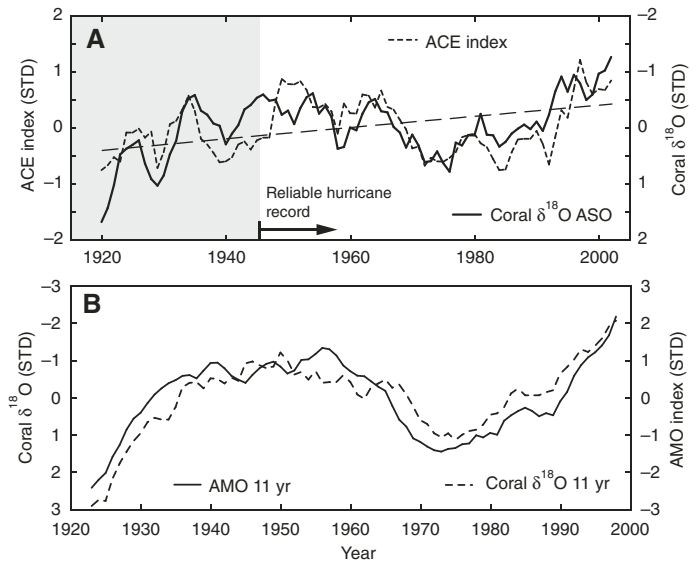 A
ACE index (STD)
2
1
0
−1
−2
1920
1940
1960
1980
2000
−2
−1
0
1
2
Coral δ18O (STD)
ACE index
Reliable hurricane
record
Coral δ18O ASO
B
Coral δ18O (STD)
−3
−2
−1
0
1
2
3
1920
1930
1940
1950
1960
1970
1980
1990
2000
Year
3
2
1
0
−1
−2
−3
AMO index (STD)
AMO 11 yr
Coral δ18O 11 yr